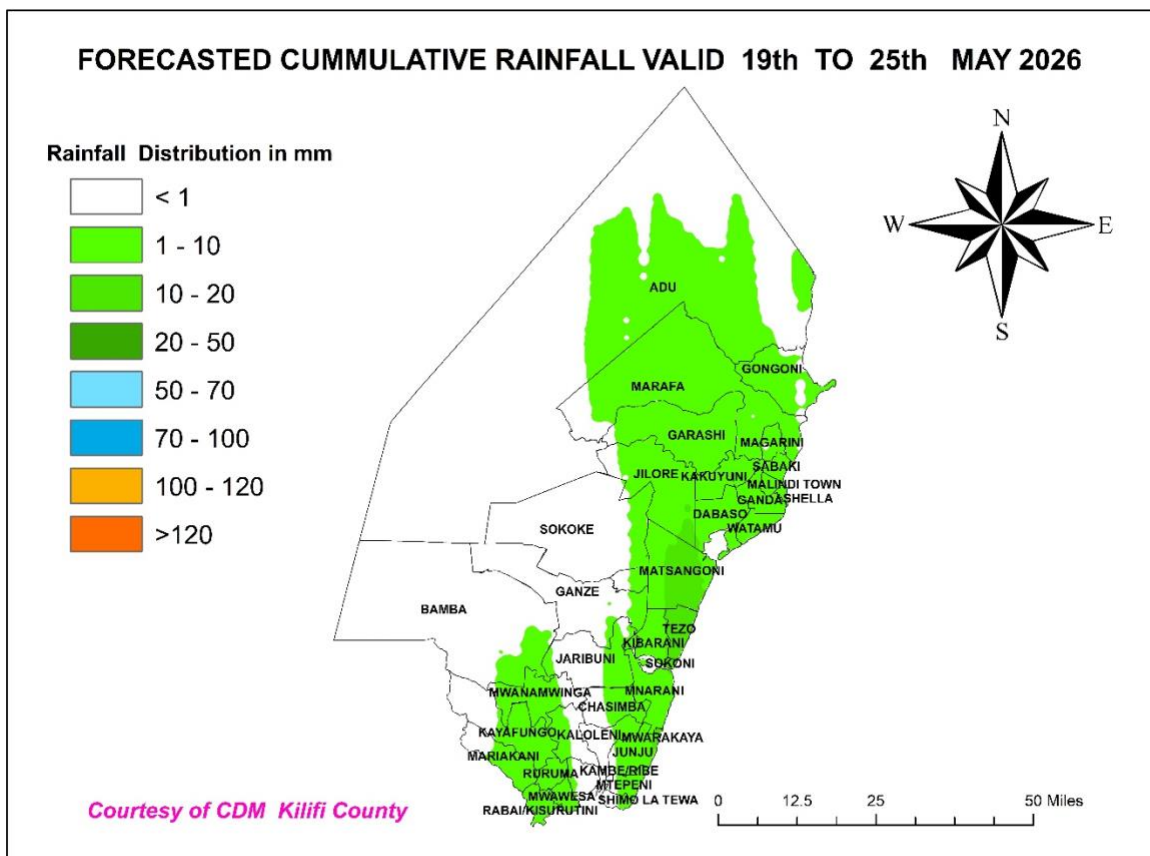 FORECASTED CUMMULATIVE RAINFALL VALID 19th TO 25th MAY 2026
Rainfall Distribution in mm
< 1
1 - 10
10 - 20
20 - 50
50 - 70
70 - 100
100 - 120
>120
N
W
E
S
ADU
GONGONI
MARAFA
GARASHI
MAGARINI
SABAKI
JILORE
KAKUYUNI
MALINDI TOWN
GANDA
SHELLA
DABASO
WATAMU
SOKOKE
MATSANGONI
GANZE
BAMBA
TEZO
KIBARANI
JARIBUNI
SOKONI
MWANAMWINGA
MNARANI
CHASIMBA
KAYAFUNGO
KALOLENI
MWARAKAYA
MARIAKANI
JUNJU
RURUMA
KAMBE/RIBE
MTEPENI
MWAWESA
SHIMO LA TEWA
RABAI/KISURUTINI
Courtesy of CDM Kilifi County
0 12.5 25 50 Miles